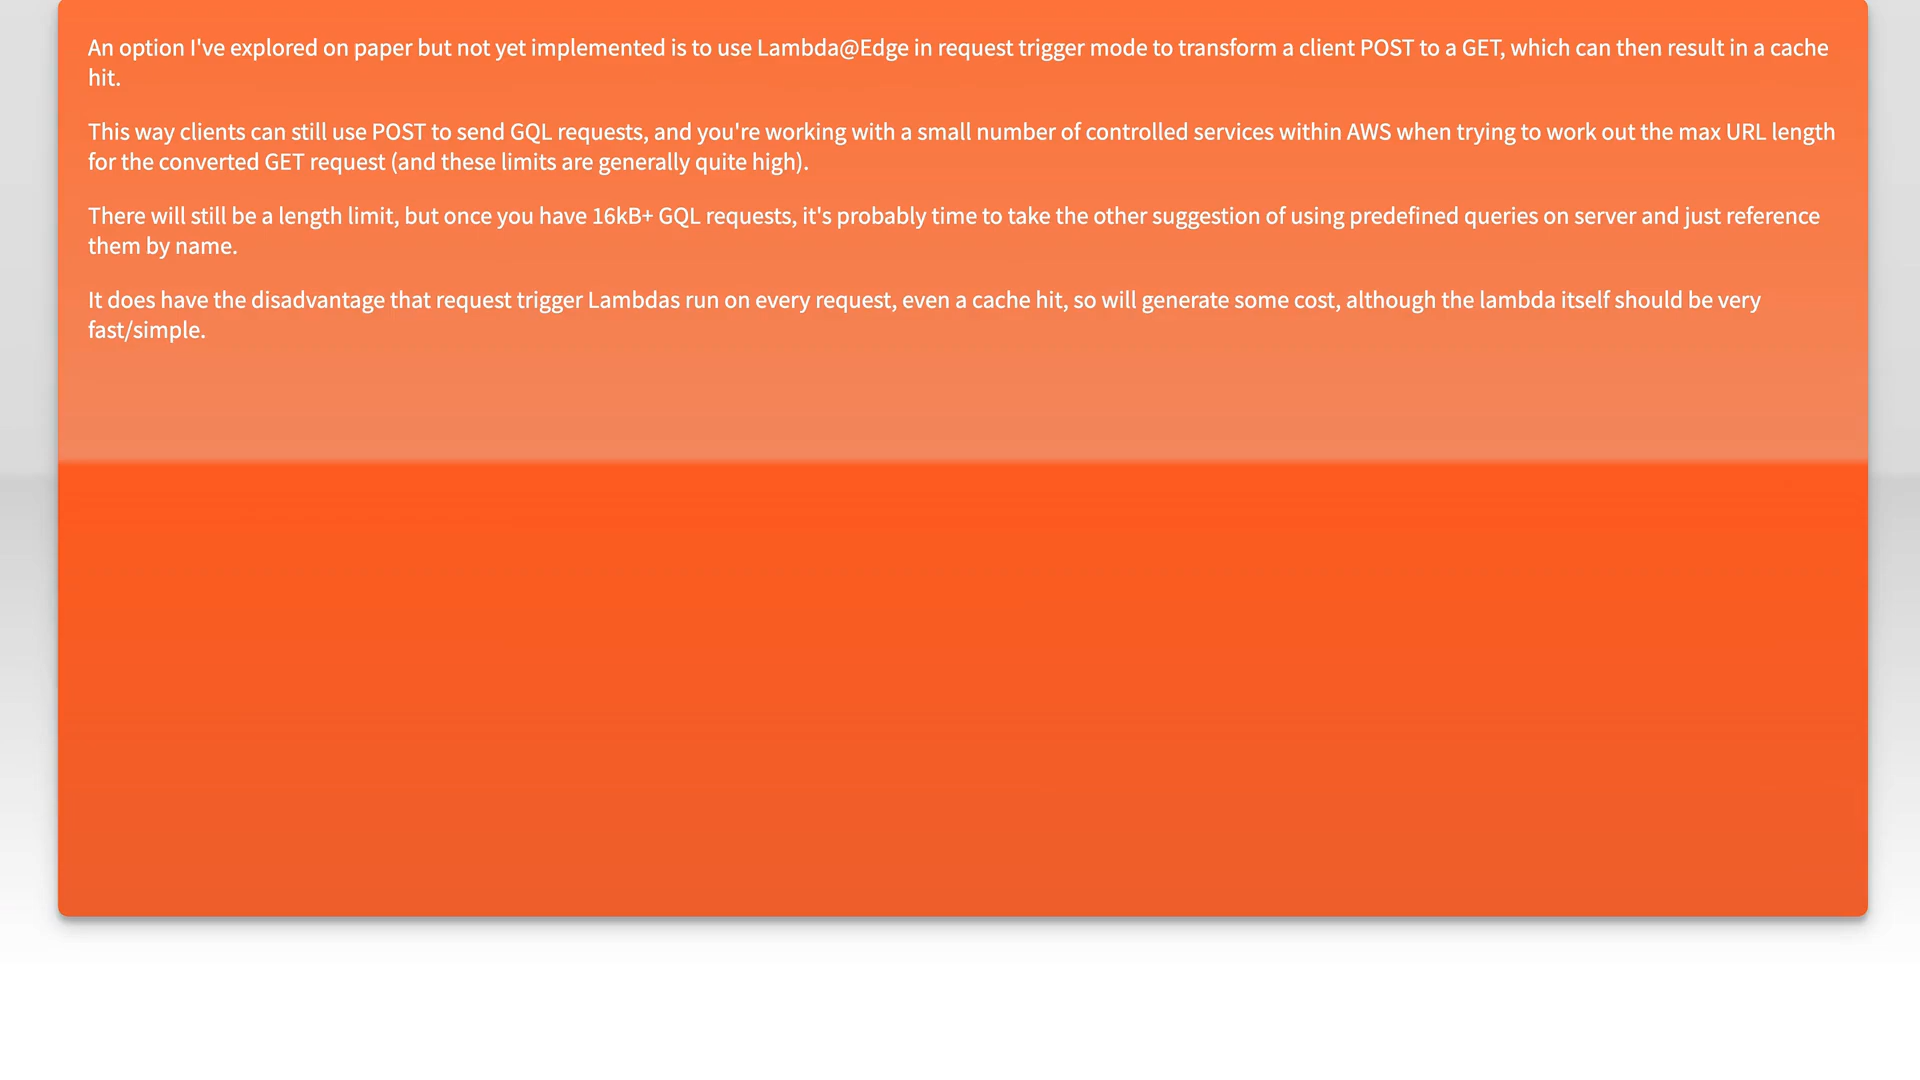 An option I've explored on paper but not yet implemented is to use Lambda@Edge in request trigger mode to transform a client POST to a GET, which can then result in a cache
hit.
This way clients can still use POST to send GQL requests, and you're working with a small number of controlled services within AWS when trying to work out the max URL length
for the converted GET request (and these limits are generally quite high).
There will still be a length limit, but once you have 16kB+ GQL requests, it's probably time to take the other suggestion of using predefined queries on server and just reference
them by name.
It does have the disadvantage that request trigger Lambdas run on every request, even a cache hit, so will generate some cost, although the lambda itself should be very
fast/simple.